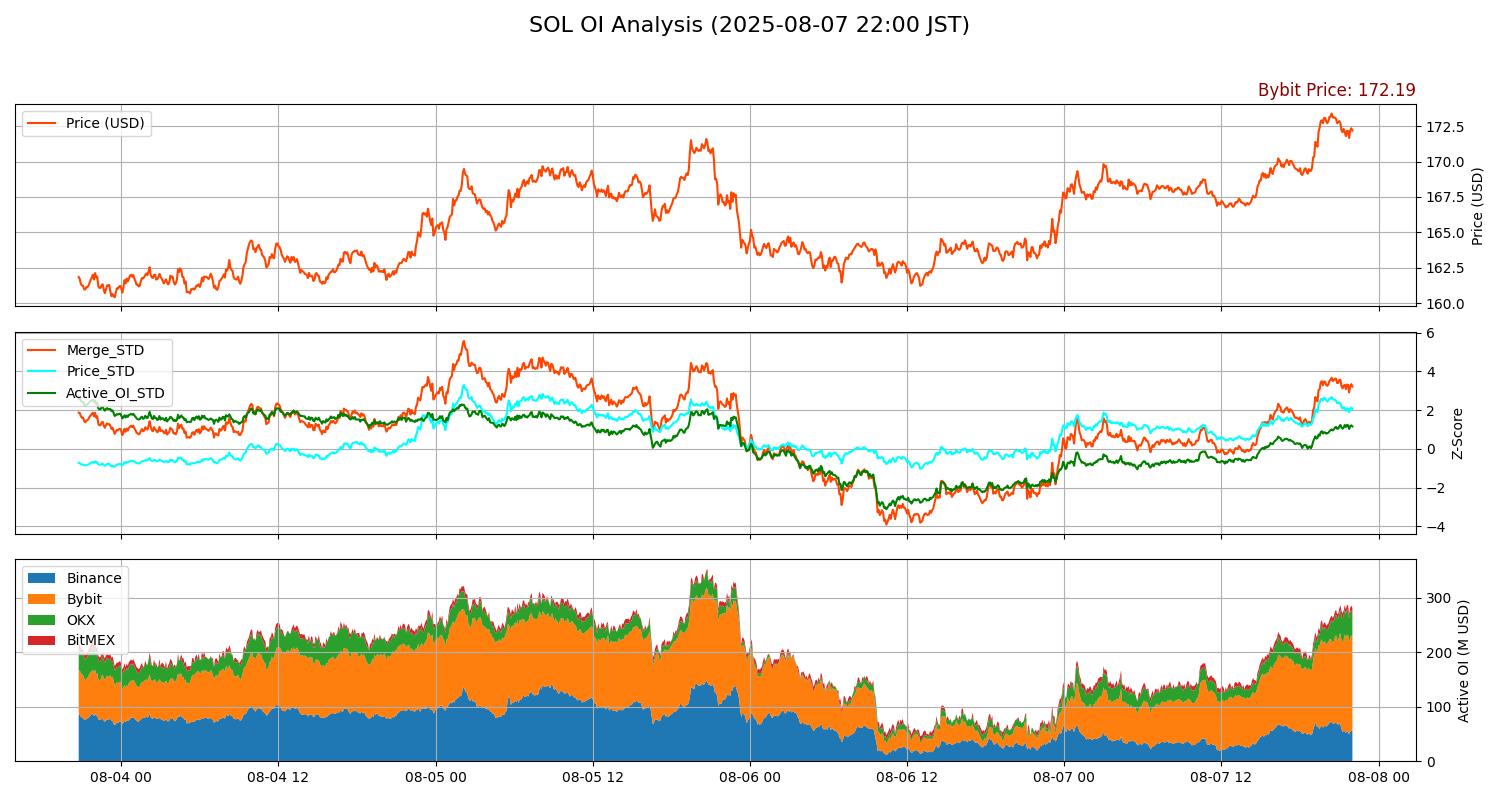 SOL OI Analysis (2025-08-07 22:00 JST)
Bybit Price: 172.19
Price (USD)
172.5
170.0
167.5
165.0
162.5
160.0
Price (USD)
Merge_STD
Price_STD
Active_OI_STD
6
4
2
0
−2
−4
Z-Score
Binance
Bybit
OKX
BitMEX
300
200
100
0
Active OI (M USD)
08-04 00
08-04 12
08-05 00
08-05 12
08-06 00
08-06 12
08-07 00
08-07 12
08-08 00